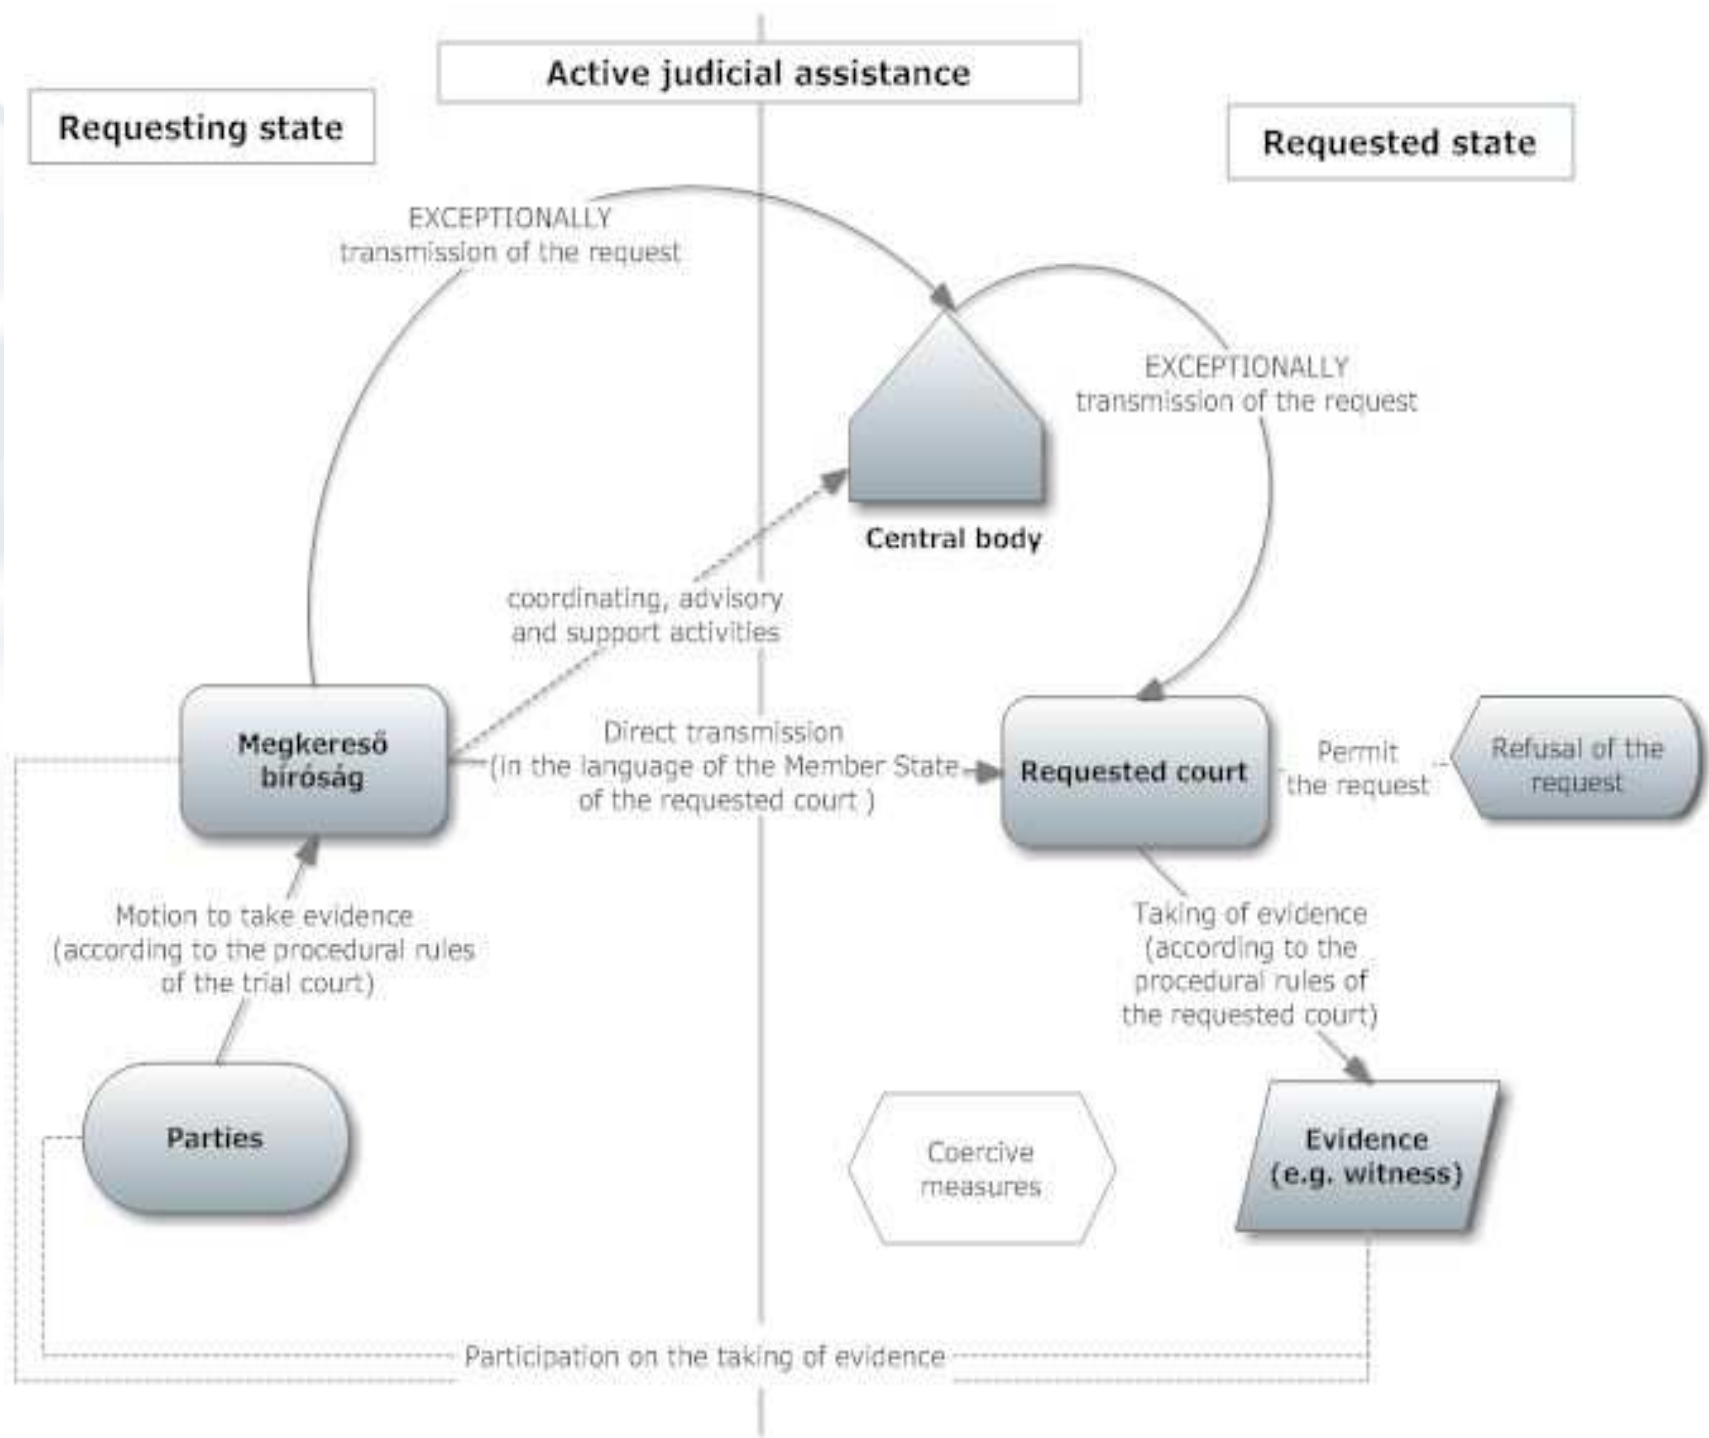 Active judicial assistance
Requesting state
Requested state
EXCEPTIONALLY
transmission of the request
EXCEPTIONALLY
transmission of the request
Central body
coordinating, advisory
and support activities
Megkereső
bíróság
Direct transmission
(in the language of the Member State
of the requested court )
Requested court
Permit
the request
Refusal of the
request
Motion to take evidence
(according to the procedural rules
of the trial court)
Taking of evidence
(according to the
procedural rules of
the requested court)
Parties
Coercive
measures
Evidence
(e.g. witness)
Participation on the taking of evidence